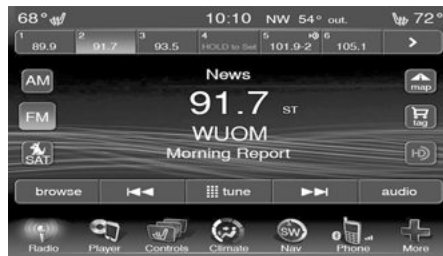 68° 10:10 NW 54° out. 72°
1 2 3 4 5 6
89.9 91.7 93.5 HOLD to Set 101.9-2 105.1 >
AM News map
FM 91.7 ST tag
WUOM
SAT Morning Report HD
browse tune audio
Radio Player Controls Climate Nav Phone More
SW